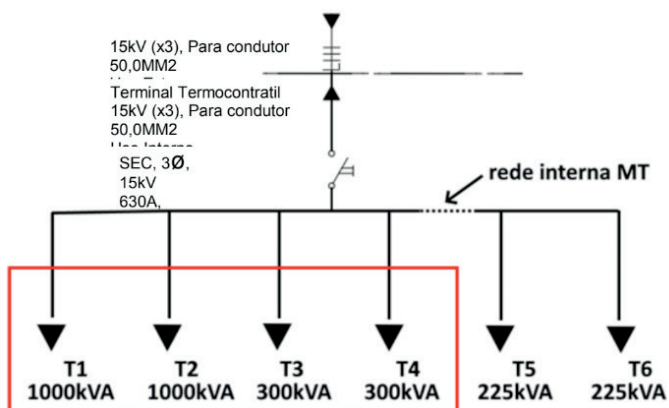 15kV (x3), Para condutor
50,0MM2
Terminal Termocontratil
15kV (x3), Para condutor
50,0MM2
SEC, 3Ø,
15kV
630A,
rede interna MT
T1
1000kVA
T2
1000kVA
T3
300kVA
T4
300kVA
T5
225kVA
T6
225kVA